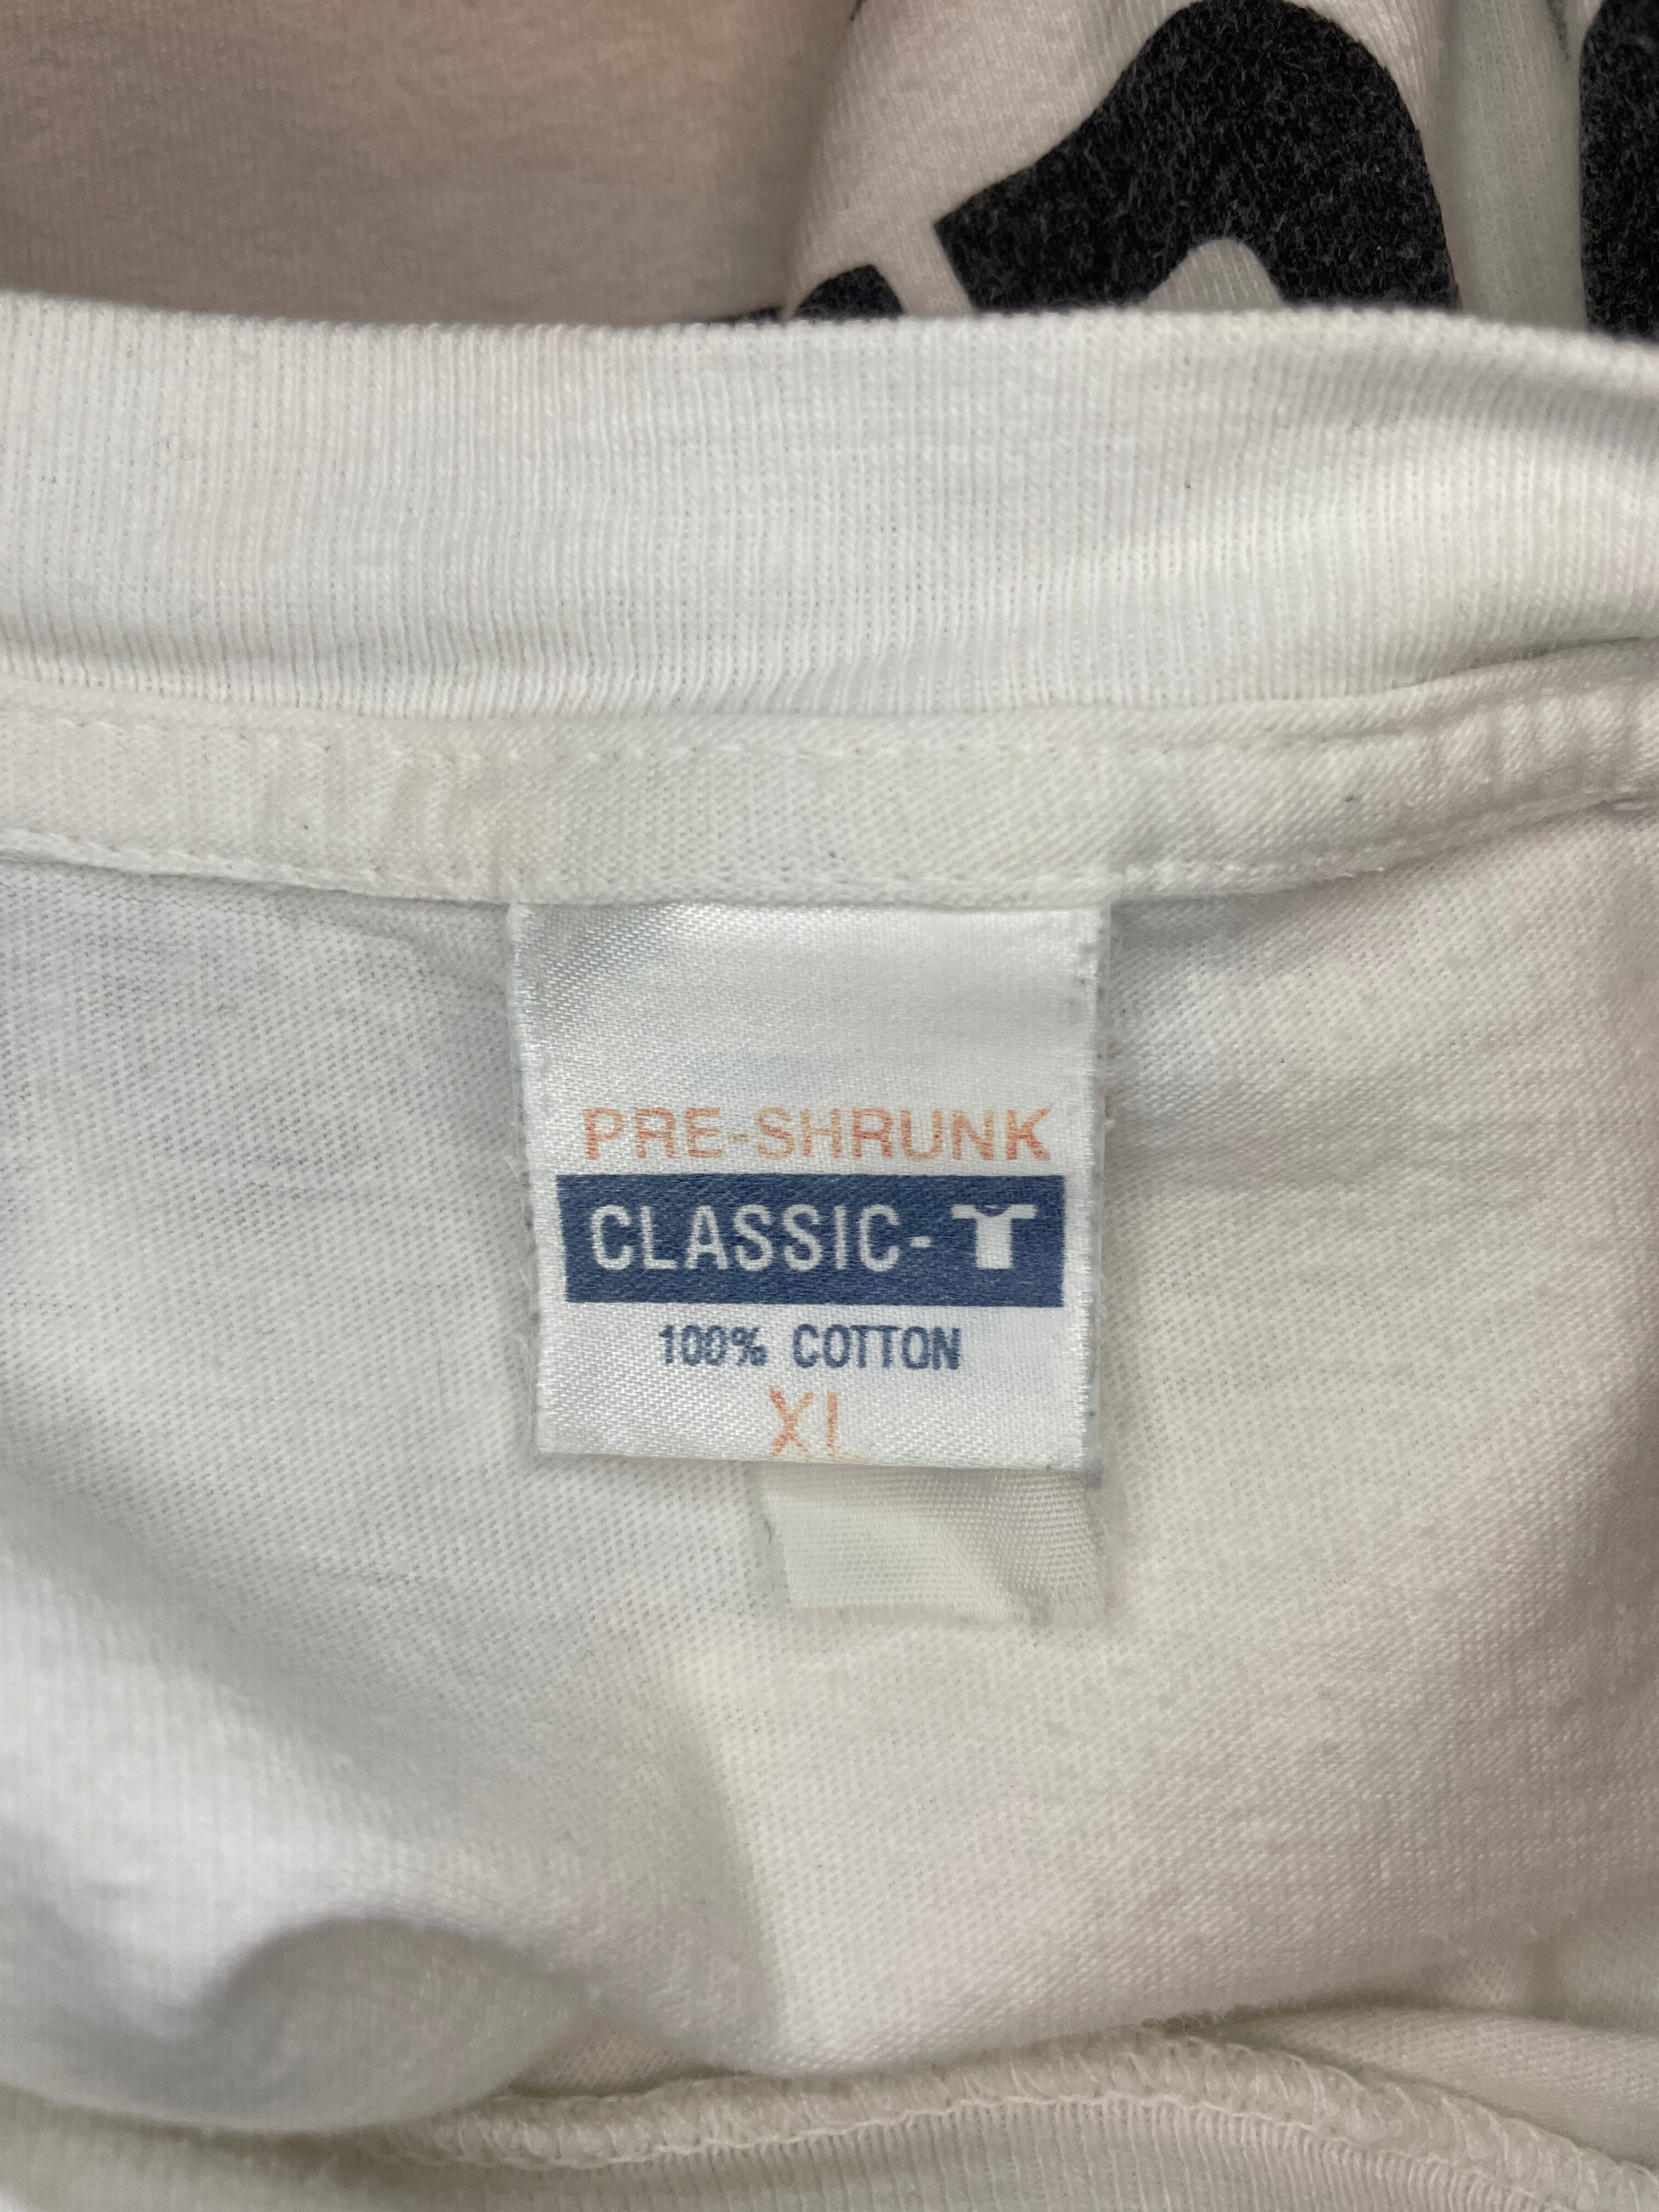 PRE-SHRUNK
CLASSIC-T
100% COTTON
XL